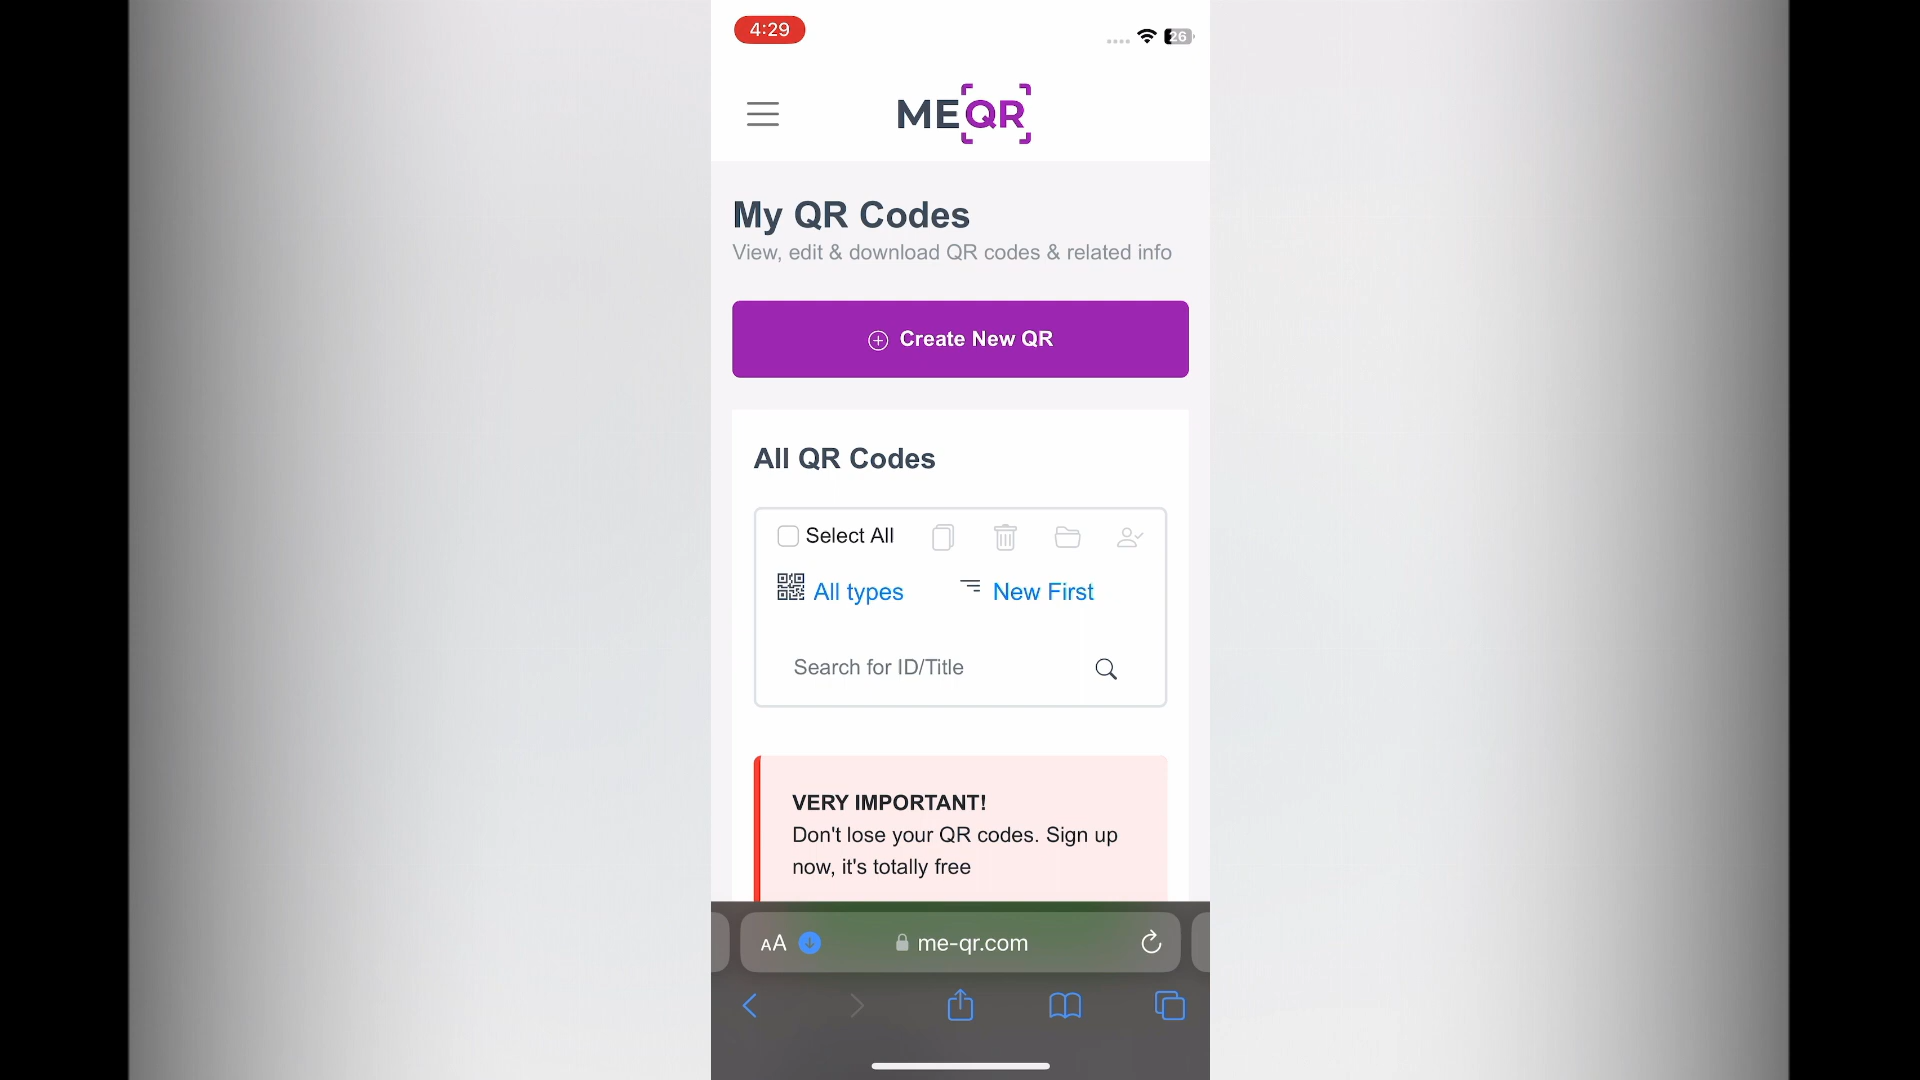 4:29
26
MEQR
My QR Codes
View, edit & download QR codes & related info
Create New QR
All QR Codes
Select All
All types
New First
Search for ID/Title
VERY IMPORTANT!
Don't lose your QR codes. Sign up
now, it's totally free
AA
me-qr.com